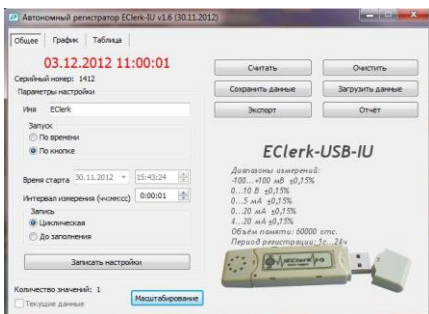 Автономный регистратор EClerk-IU v1.6 (30.11.2012)
Общее График Таблица
03.12.2012 11:00:01
Серийный номер: 1412
Параметры настройки
Имя EClerk
Запуск
По времени
По кнопке
Время старта 30.11.2012 15:43:24
Интервал измерения (чч:мм:сс) 0:00:01
Запись
Циклическая
До заполнения
Записать настройки
Количество значений: 1
Текущие данные
Масштабирование
Считать Очистить
Сохранить данные Загрузить данные
Экспорт Отчёт
EClerk-USB-IU
Диапазоны измерений:
-100...+100 мВ ±0,15%
0...10 В ±0,15%
0...5 мА ±0,15%
0...20 мА ±0,15%
4...20 мА ±0,15%
Объём памяти: 60000 отс.
Период регистрации: 1с...24ч
EClerk